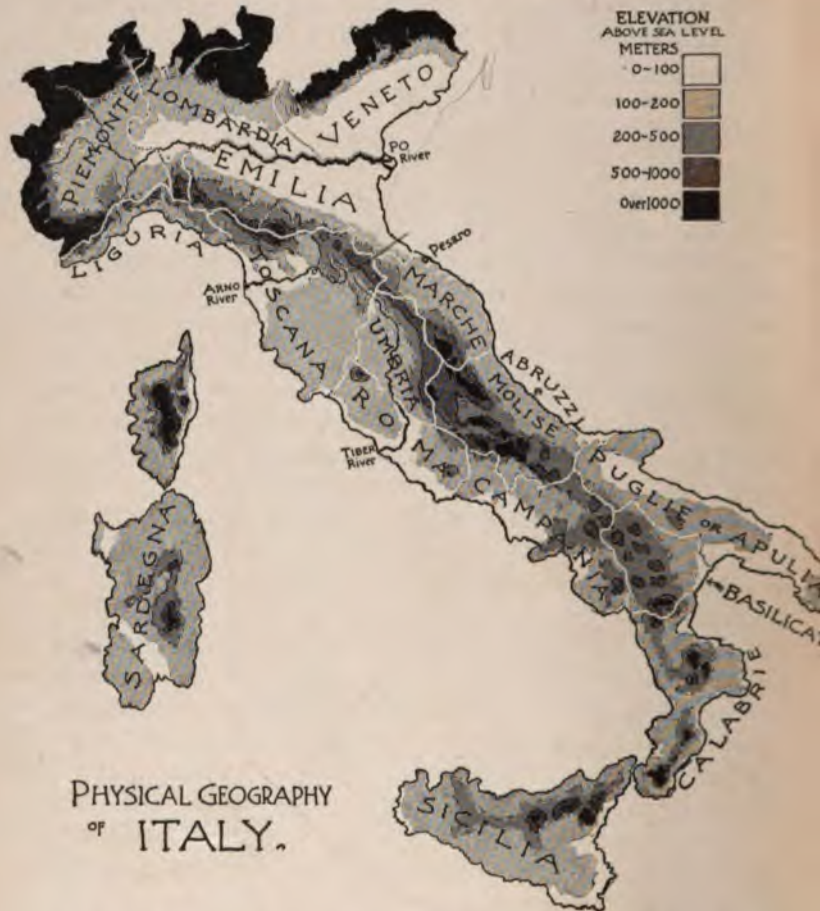 ELEVATION
ABOVE SEA LEVEL
METERS
0-100
100-200
200-500
500-1000
Over 1000
PIEMONTE
LOMBARDIA
VENETO
PO
River
EMILIA
LIGURIA
Pesaro
ARNO
River
TOSCANA
MARCHE
UMBRIA
ABRUZZI
MOLISE
ROMA
TIBER
River
CAMPANIA
PUGLIE OR APULIA
BASILICAT
SARDEGNA
CALABRIE
SICILIA
PHYSICAL GEOGRAPHY
OF ITALY.